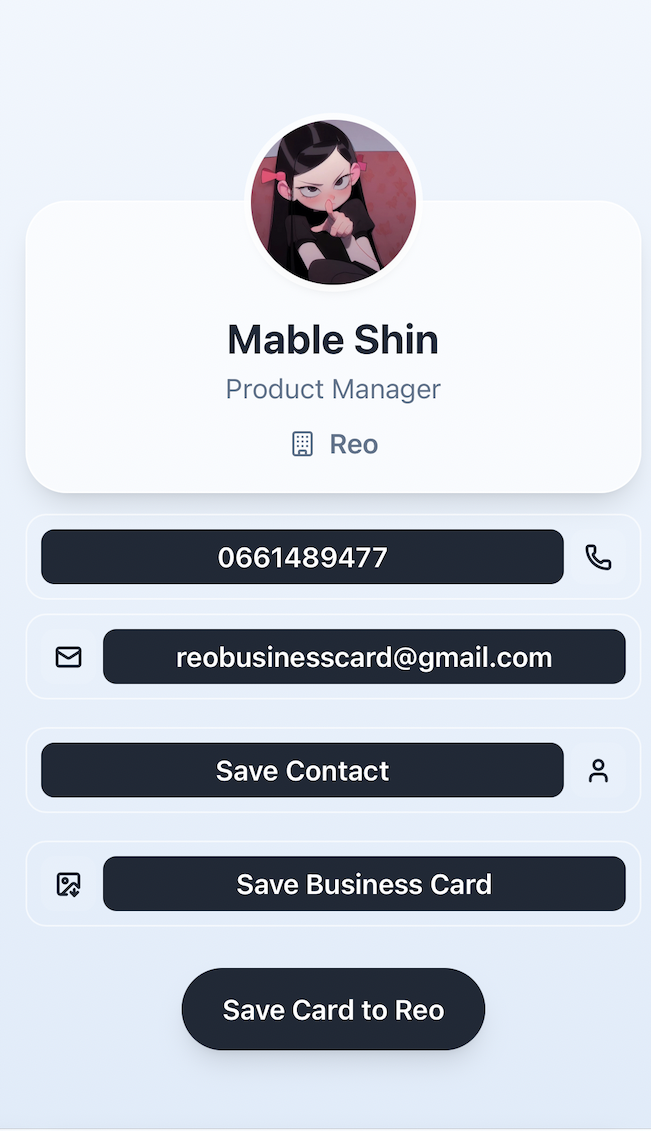 Mable Shin
Product Manager
Reo
0661489477
reobusinesscard@gmail.com
Save Contact
Save Business Card
Save Card to Reo